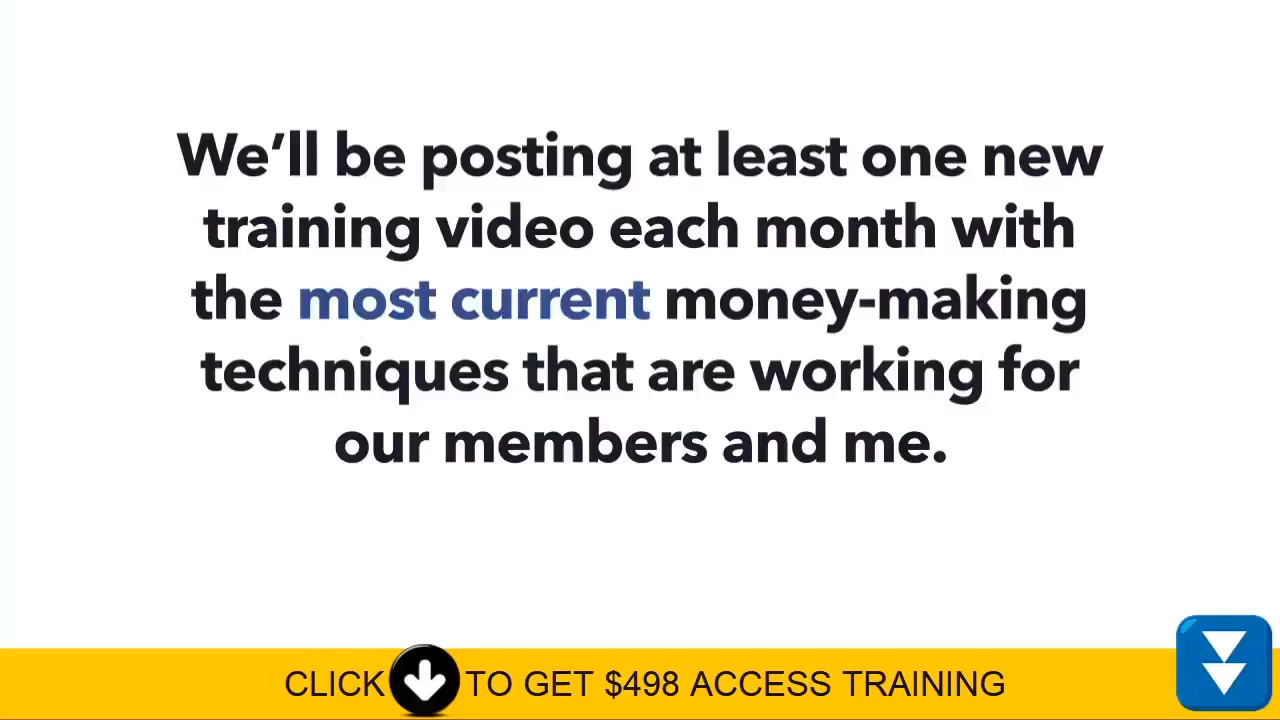 We’ll be posting at least one new
training video each month with
the most current money-making
techniques that are working for
our members and me.
CLICK TO GET $498 ACCESS TRAINING